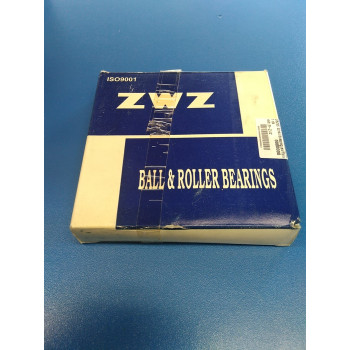 ISO9001
ZWZ
BALL & ROLLER BEARINGS